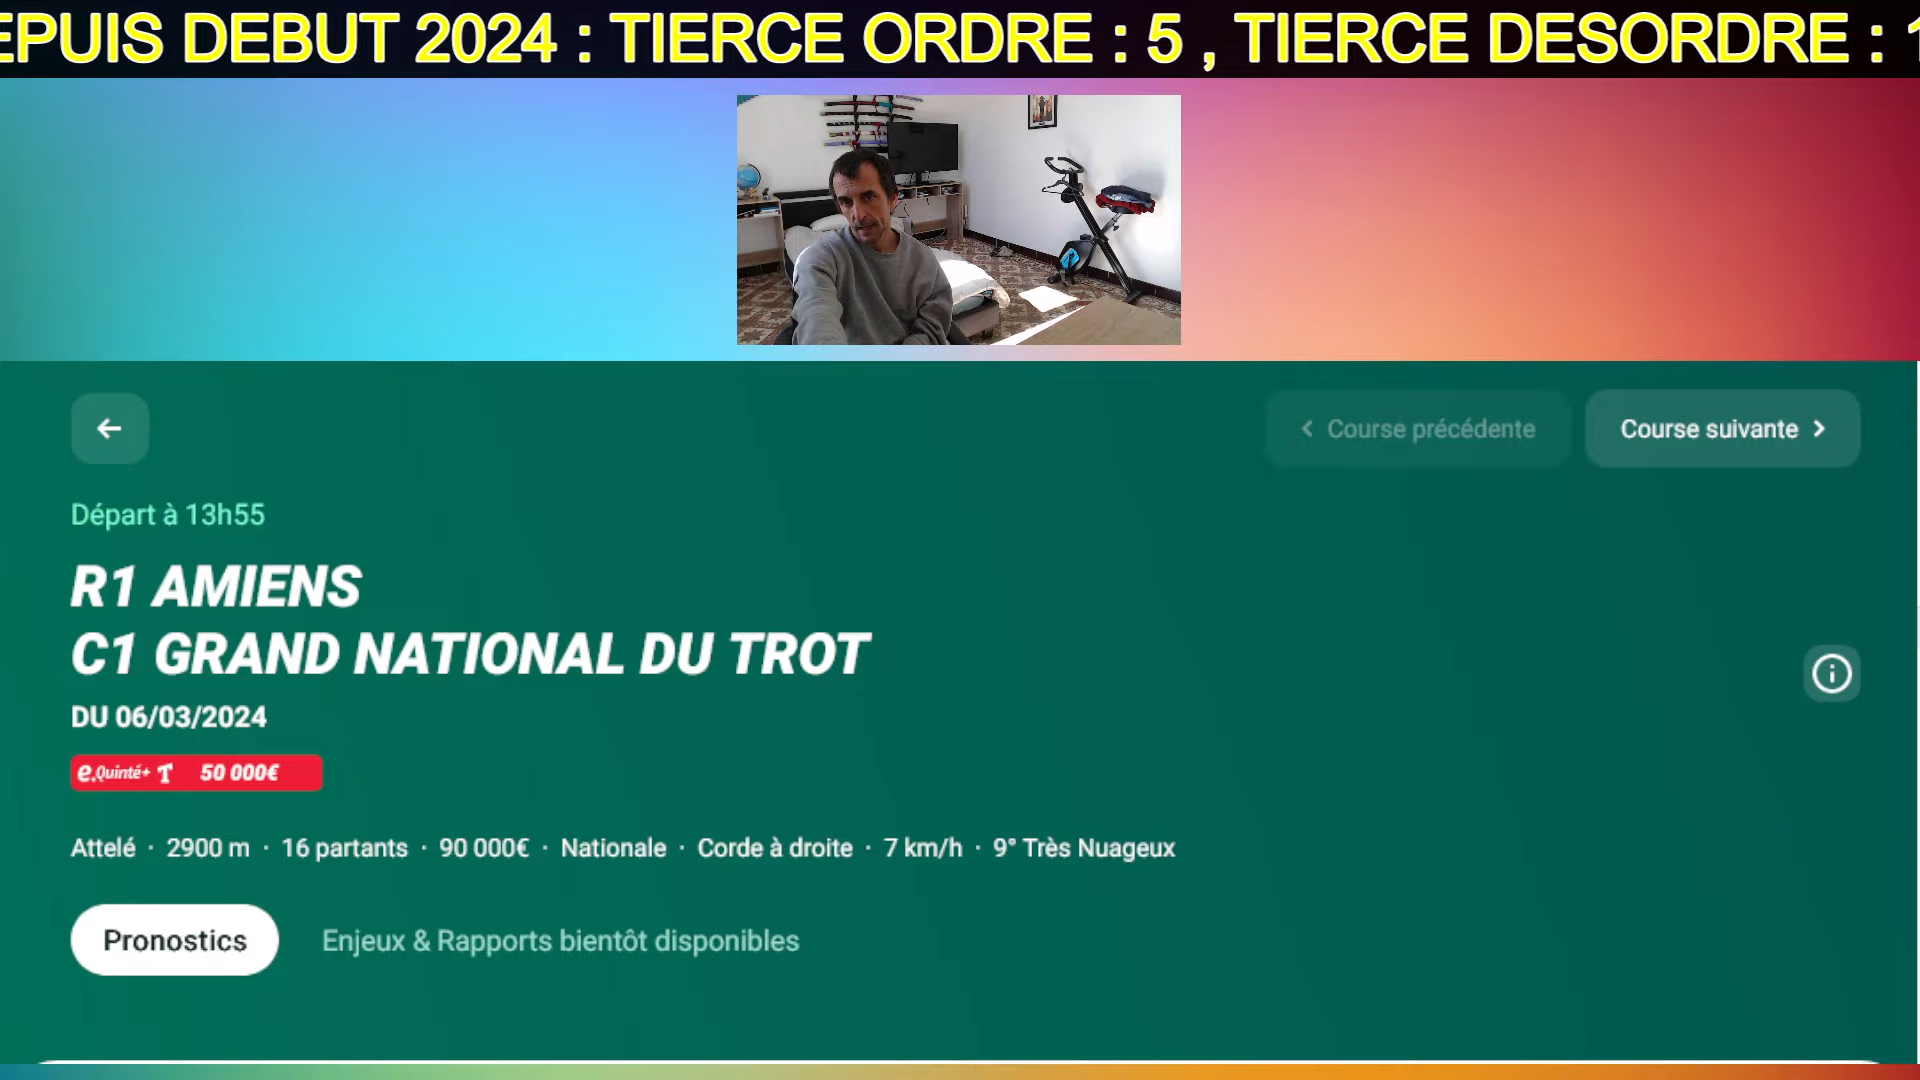 EPUIS DEBUT 2024 : TIERCE ORDRE : 5 , TIERCE DESORDRE : 1
Course précédente
Course suivante
Départ à 13h55
R1 AMIENS
C1 GRAND NATIONAL DU TROT
DU 06/03/2024
e.Quinté+ T 50 000€
Attelé · 2900 m · 16 partants · 90 000€ · Nationale · Corde à droite · 7 km/h · 9° Très Nuageux
Pronostics
Enjeux & Rapports bientôt disponibles